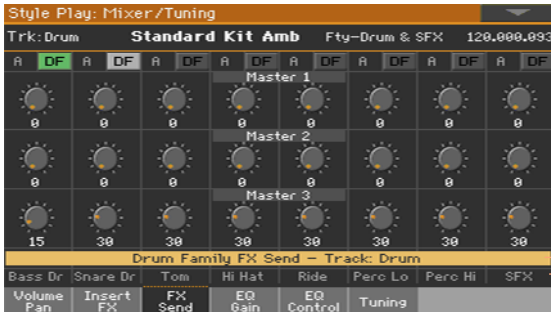 Style Play: Mixer/Tuning
Trk: Drum Standard Kit Amb Fty-Drum & SFX 120.000.093
A DF A DF A DF A DF A DF A DF A DF A DF
Master 1
0 0 0 0 0 0 0 0
Master 2
0 0 0 0 0 0 0 0
Master 3
15 30 30 30 30 30 30 30
Drum Family FX Send - Track: Drum
Bass Dr Snare Dr Tom Hi Hat Ride Perc Lo Perc Hi SFX
Volume Pan Insert FX FX Send EQ Gain EQ Control Tuning